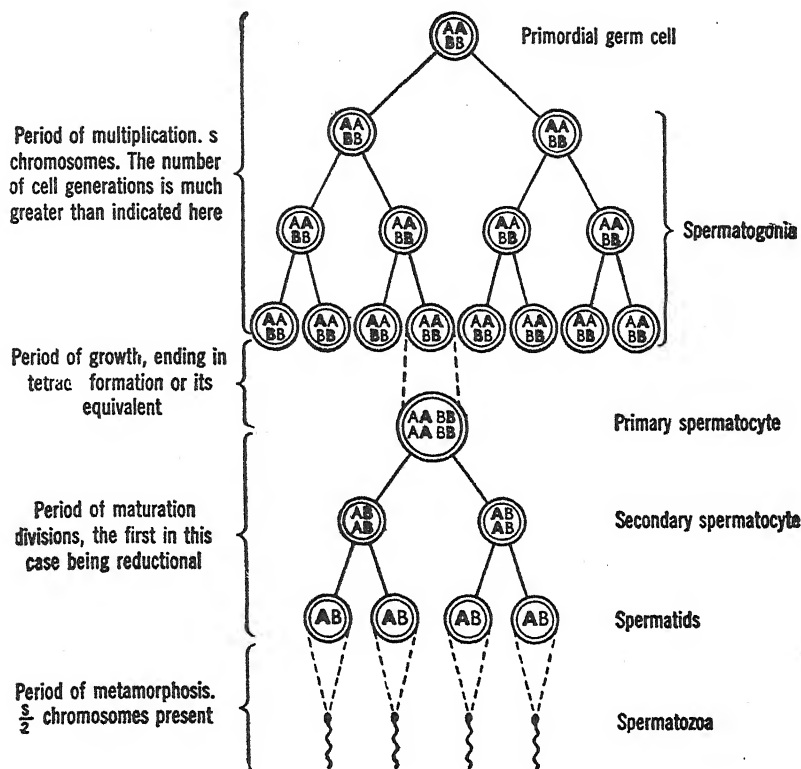 AA
BB
Primordial germ cell
Period of multiplication. s
chromosomes. The number
of cell generations is much
greater than indicated here
AA
BB
AA
BB
AA
BB
AA
BB
AA
BB
AA
BB
Spermatogonia
AA
BB
AA
BB
AA
BB
AA
BB
AA
BB
AA
BB
AA
BB
AA
BB
Period of growth, ending in
tetrac formation or its
equivalent
AA BB
AA BB
Primary spermatocyte
Period of maturation
divisions, the first in this
case being reductional
AB
AB
AB
AB
Secondary spermatocyte
AB
AB
AB
AB
Spermatids
Period of metamorphosis.
s/2 chromosomes present
Spermatozoa